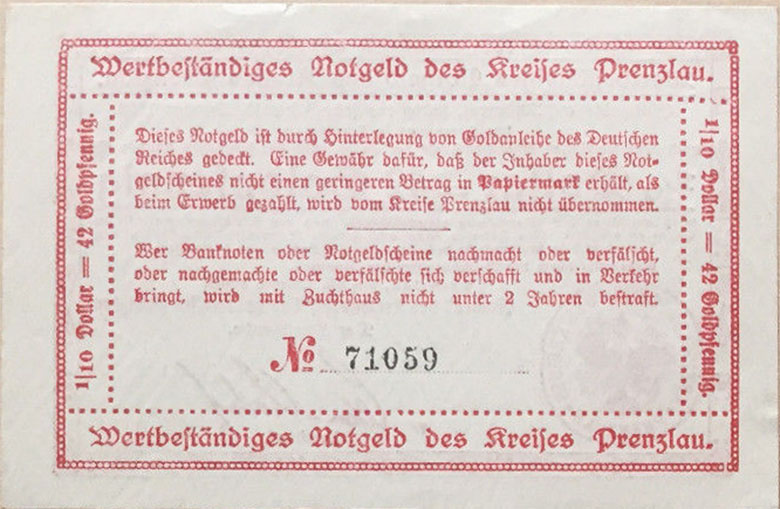 Wertbeständiges Notgeld des Kreises Prenzlau.
1/10 Dollar = 42 Goldpfennig.
Dieses Notgeld ist durch Hinterlegung von Goldanleihe des Deutschen
Reiches gedeckt. Eine Gewähr dafür, daß der Inhaber dieses Not-
geldscheines nicht einen geringeren Betrag in Papiermark erhält, als
beim Erwerb gezahlt, wird vom Kreise Prenzlau nicht übernommen.
Wer Banknoten oder Notgeldscheine nachmacht oder verfälscht,
oder nachgemachte oder verfälschte sich verschafft und in Verkehr
bringt, wird mit Zuchthaus nicht unter 2 Jahren bestraft.
No 71059
1/10 Dollar = 42 Goldpfennig.
Wertbeständiges Notgeld des Kreises Prenzlau.